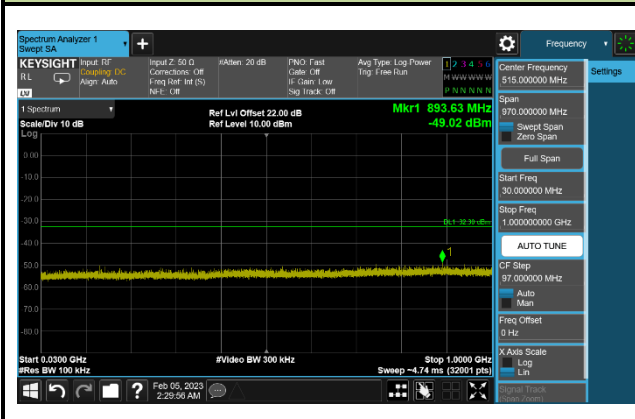 Spectrum Analyzer 1
Swept SA
+
Frequency
KEYSIGHT
RL
LW
Input: RF
Coupling: DC
Align: Auto
Input Z: 50 Ω
Corrections: Off
Freq Ref: Int (S)
NFE: Off
#Atten: 20 dB
PNO: Fast
Gate: Off
IF Gain: Low
Sig Track: Off
Avg Type: Log-Power
Trig: Free Run
1 2 3 4 5 6
M W W W W W
P N N N N N
Center Frequency
515.000000 MHz
Settings
Span
970.000000 MHz
Swept Span
Zero Span
Full Span
Start Freq
30.000000 MHz
Stop Freq
1.000000000 GHz
AUTO TUNE
CF Step
97.000000 MHz
Auto
Man
Freq Offset
0 Hz
X Axis Scale
Log
Lin
Signal Track
(Span Zoom)
1 Spectrum
Scale/Div 10 dB
Log
Ref Lvl Offset 22.00 dB
Ref Level 10.00 dBm
Mkr1 893.63 MHz
-49.02 dBm
0.00
-10.0
-20.0
-30.0
-40.0
-50.0
-60.0
-70.0
-80.0
DL1 -32.30 dBm
1
Start 0.0300 GHz
#Res BW 100 kHz
#Video BW 300 kHz
Stop 1.0000 GHz
Sweep ~4.74 ms (32001 pts)
?
Feb 05, 2023
2:29:56 AM